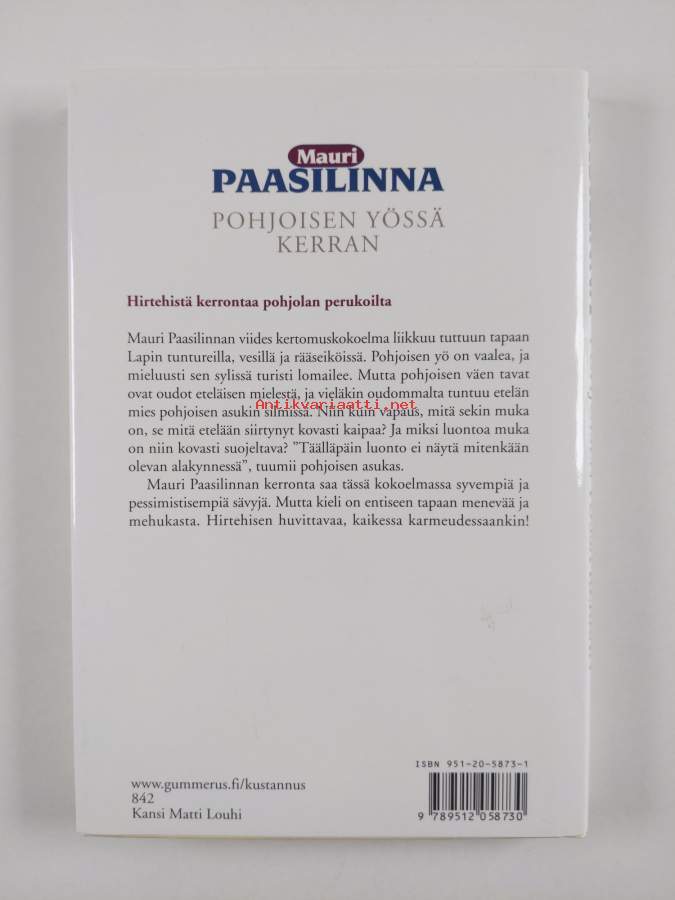 Mauri
PAASILINNA
POHJOISEN YÖSSÄ
KERRAN
Hirtehistä kerrontaa pohjolan perukoilta
Mauri Paasilinnan viides kertomuskokoelma liikkuu tuttuun tapaan
Lapin tuntureilla, vesillä ja rääseiköissä. Pohjoisen yö on vaalea, ja
mieluusti sen sylissä turisti lomailee. Mutta pohjoisen väen tavat
ovat oudot eteläisen mielestä, ja vieläkin oudommalta tuntuu etelän
Antikvariaatti.net
mies pohjoisen asukin silmissä. Niin kuin vapaus, mitä sekin muka
on, se mitä etelään siirtynyt kovasti kaipaa? Ja miksi luontoa muka
on niin kovasti suojeltava? ”Täälläpäin luonto ei näytä mitenkään
olevan alakynnessä”, tuumii pohjoisen asukas.
Mauri Paasilinnan kerronta saa tässä kokoelmassa syvempiä ja
pessimistisempiä sävyjä. Mutta kieli on entiseen tapaan menevää ja
mehukasta. Hirtehisen huvittavaa, kaikessa karmeudessaankin!
ISBN 951-20-5873-1
www.gummerus.fi/kustannus
842
Kansi Matti Louhi
9 789512 058730